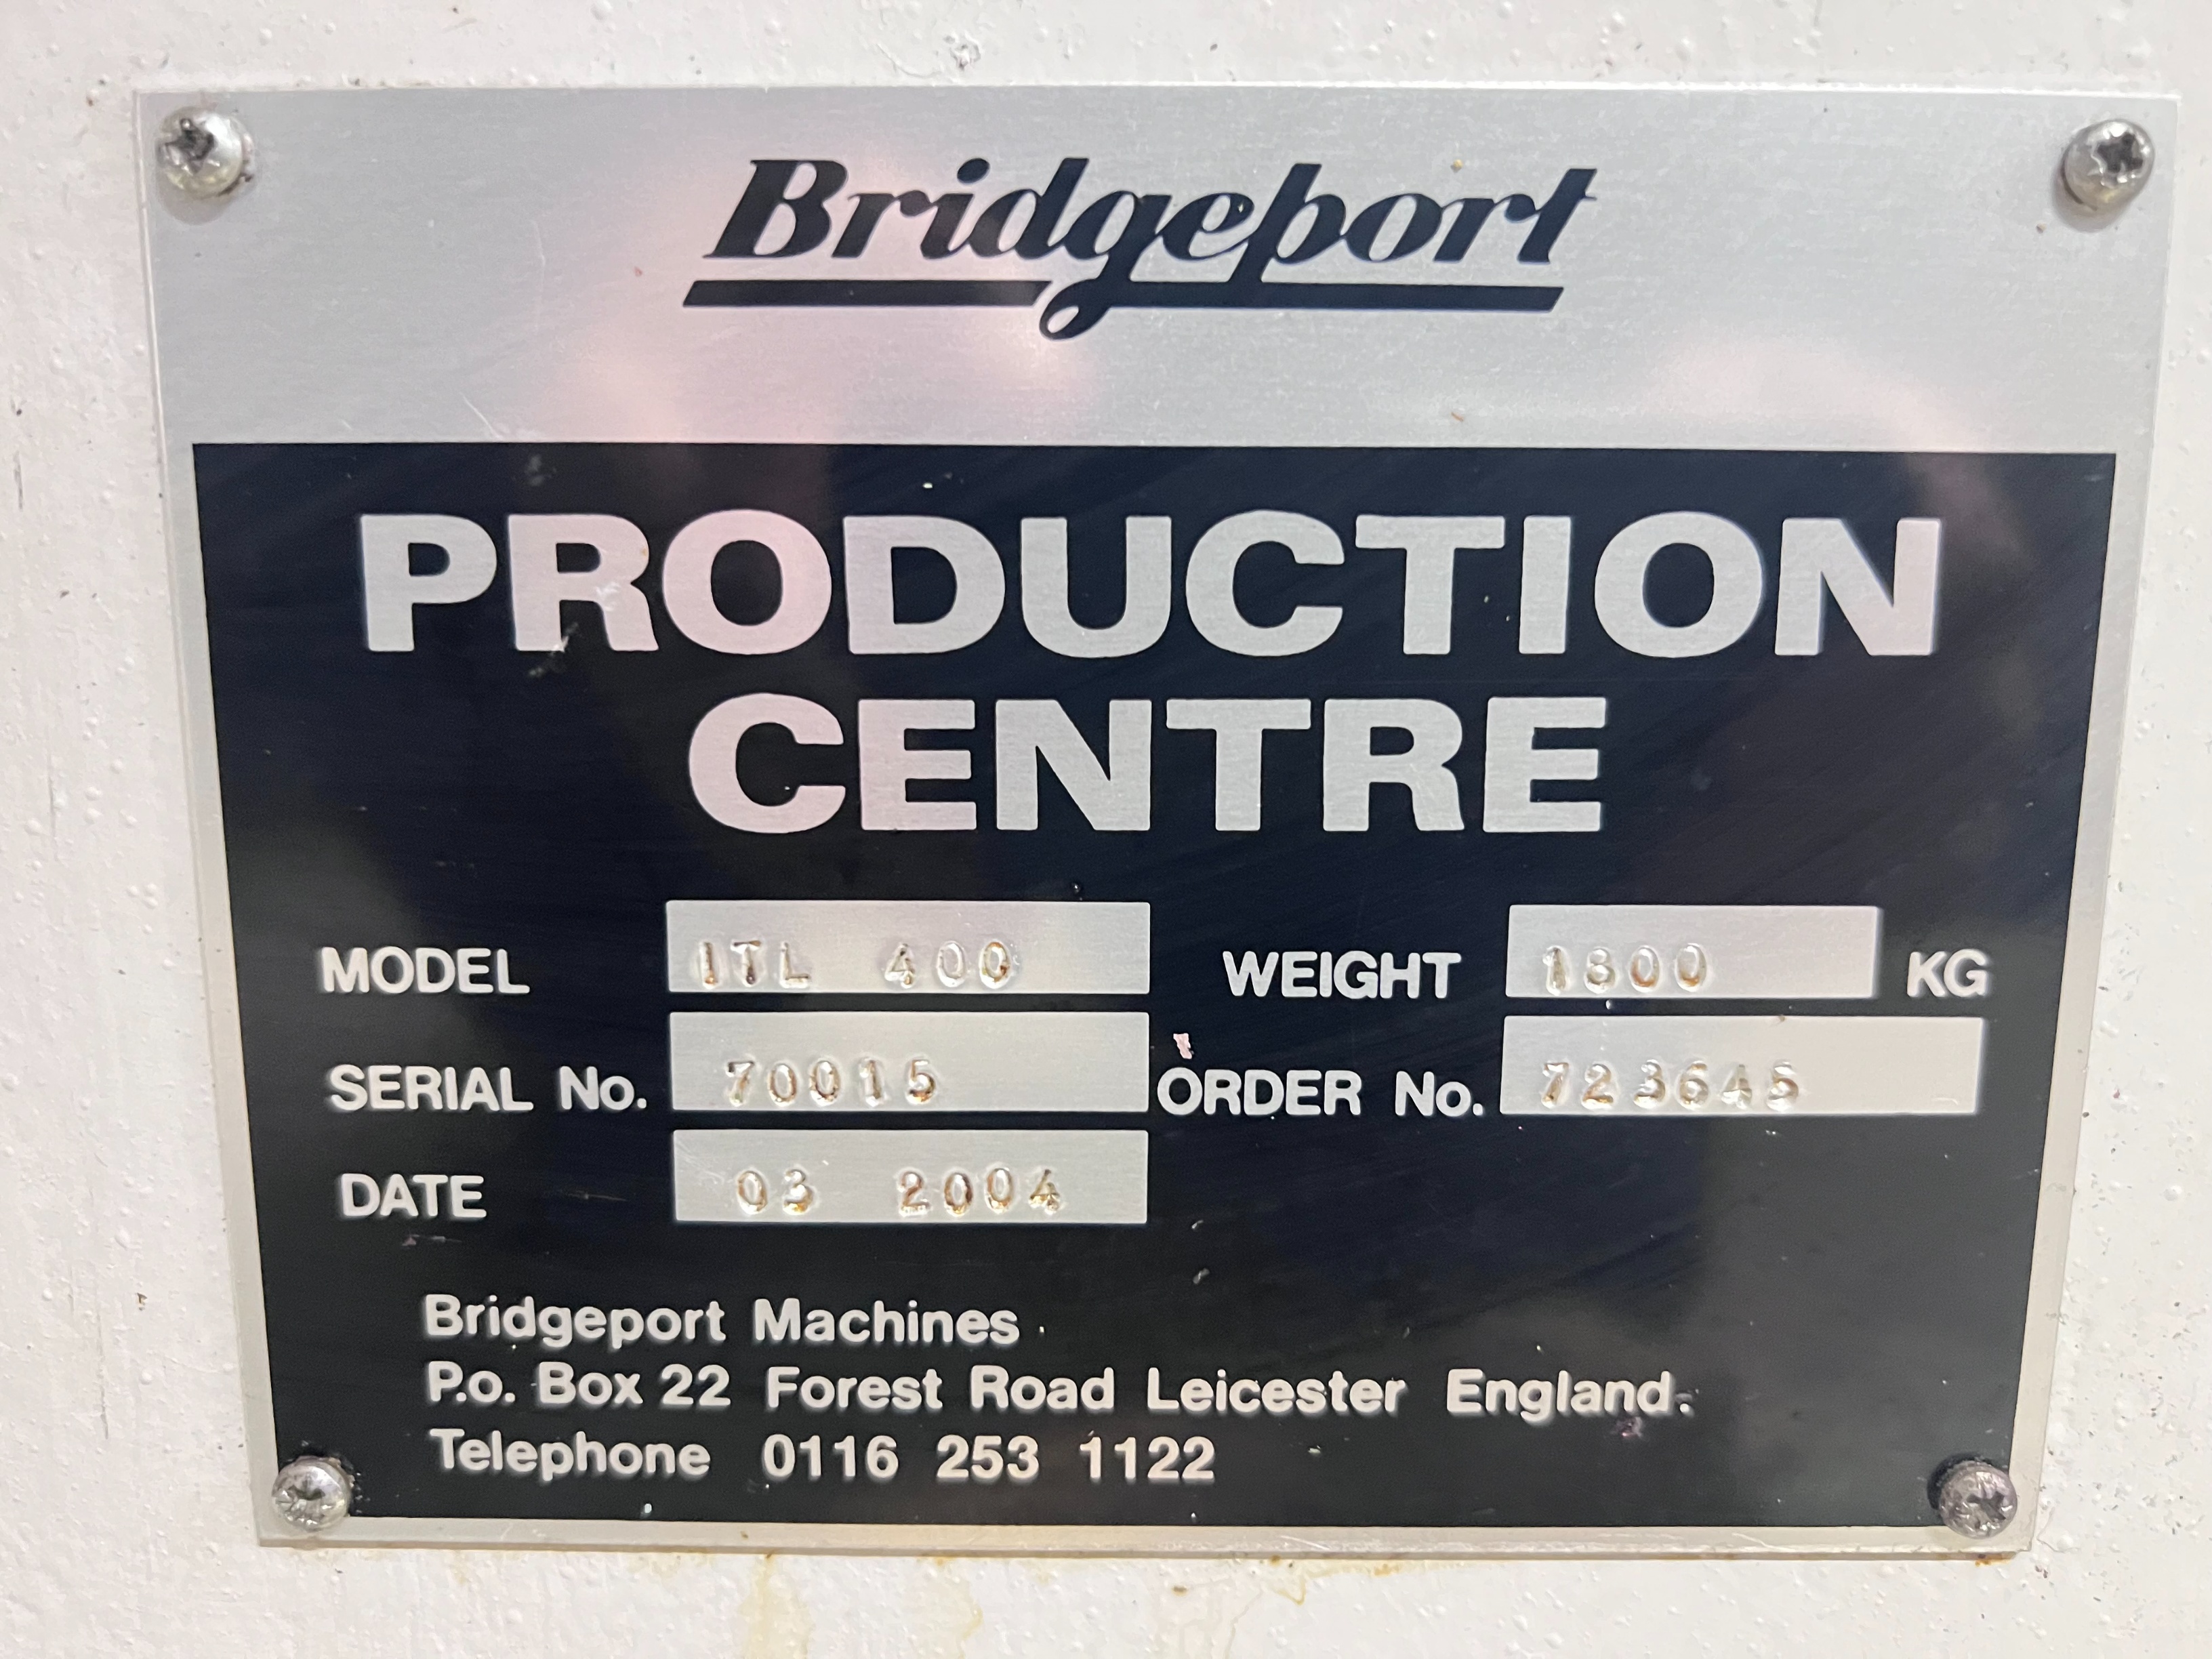 Bridgeport
PRODUCTION
CENTRE
MODEL ITL 400 WEIGHT 1800 KG
SERIAL No. 70015 ORDER No. 723645
DATE 03 2004
Bridgeport Machines
P.o. Box 22 Forest Road Leicester England.
Telephone 0116 253 1122